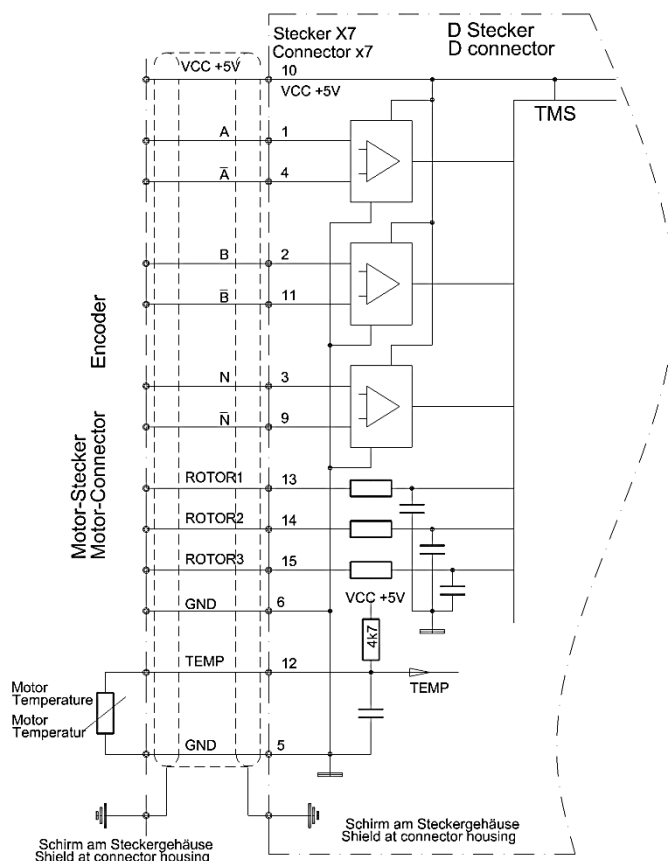 Stecker X7
Connector x7
D Stecker
D connector
VCC +5V
10
VCC +5V
TMS
A
1
A̅
4
B
2
B̅
11
N
3
N̅
9
Encoder
Motor-Stecker
Motor-Connector
ROTOR1
13
ROTOR2
14
ROTOR3
15
GND
6
VCC +5V
4k7
TEMP
12
TEMP
Motor
Temperature
Motor
Temperatur
GND
5
Schirm am Steckergehäuse
Shield at connector housing
Schirm am Steckergehäuse
Shield at connector housing